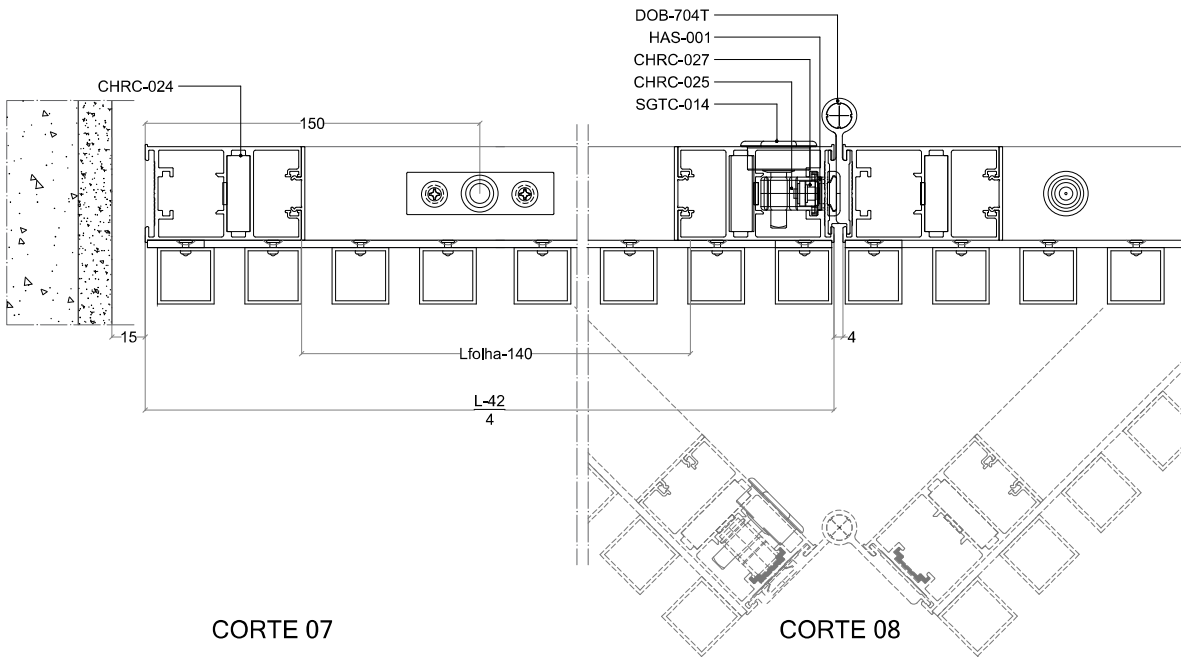 DOB-704T
HAS-001
CHRC-027
CHRC-025
SGTC-014
CHRC-024
150
15
Lfolha-140
4
L-42
4
CORTE 07
CORTE 08